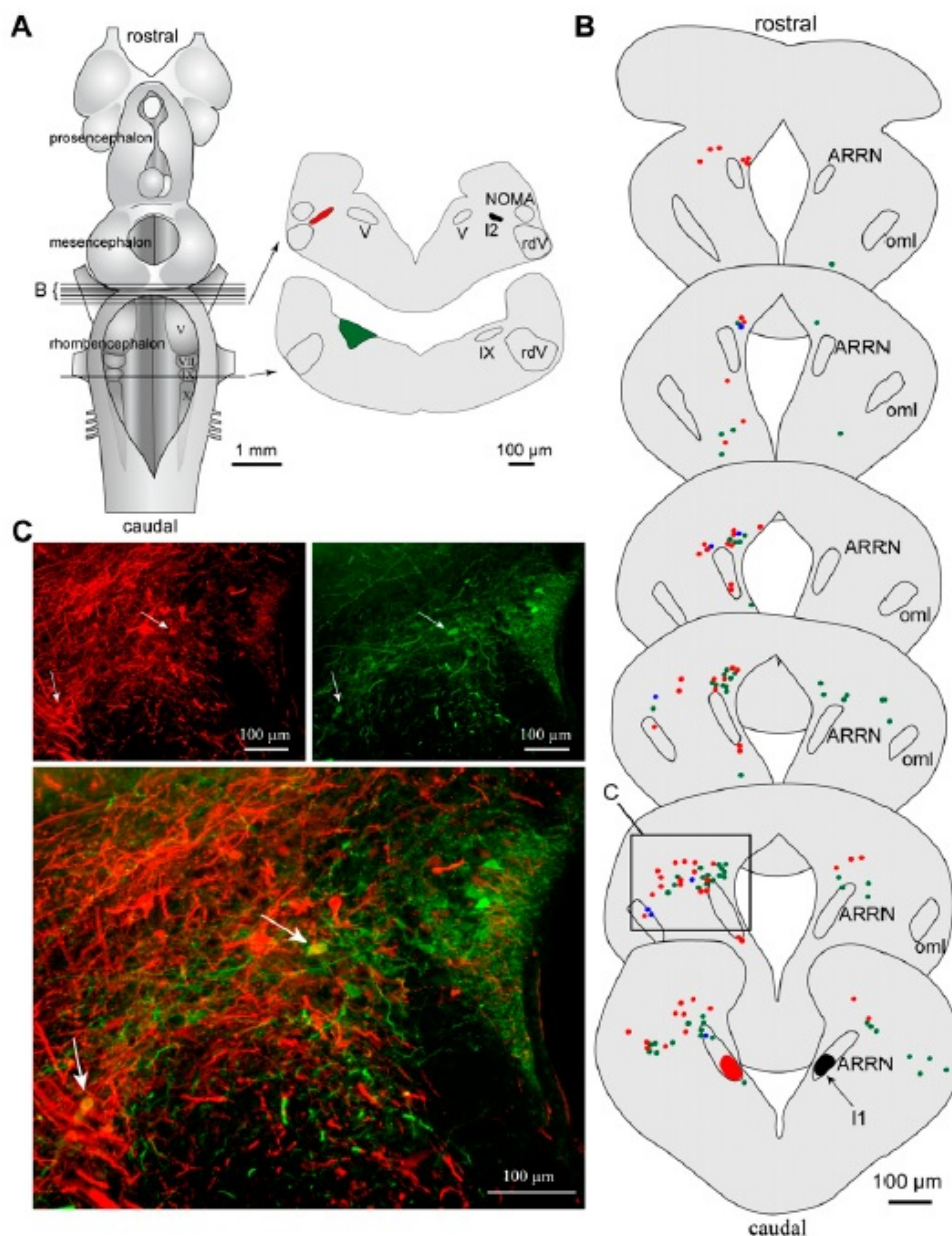 A
rostral
prosencephalon
mesencephalon
B {
rhombencephalon
V
VII
IX
X
1 mm
caudal
NOMA
V
V
I2
rdV
IX
rdV
100 µm
B
rostral
ARRN
oml
ARRN
oml
ARRN
oml
ARRN
oml
C
ARRN
oml
ARRN
I1
100 µm
caudal
C
100 µm
100 µm
100 µm